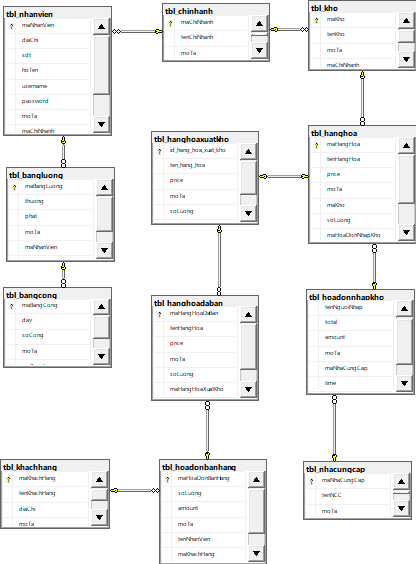 tbl_nhanvien
maNhanVien
diaChi
sdt
hoTen
username
password
moTa
maChiNhanh
tbl_chinhanh
maChiNhanh
tenChiNhanh
moTa
tbl_kho
maKho
tenKho
moTa
maChiNhanh
tbl_hanghoaxuatkho
id_hang_hoa_xuat_kho
ten_hang_hoa
price
moTa
soLuong
tbl_hanghoa
maHangHoa
tenHangHoa
price
moTa
maKho
soLuong
maHoaDonNhapKho
tbl_bangluong
maBangLuong
thuong
phat
moTa
maNhanVien
tbl_bangcong
maBangCong
day
soCong
moTa
tbl_hanghoadaban
maHangHoaDaBan
tenHangHoa
price
moTa
soLuong
maHangHoaXuatKho
tbl_hoadonnhapkho
tenNguoiNhap
total
amount
moTa
maNhaCungCap
time
tbl_khachhang
maKhachHang
tenKhachHang
diaChi
moTa
tbl_hoadonbanhang
maHoaDonBanHang
soLuong
amount
moTa
tenNhanVien
maKhachHang
tbl_nhacungcap
maNhaCungCap
tenNCC
moTa